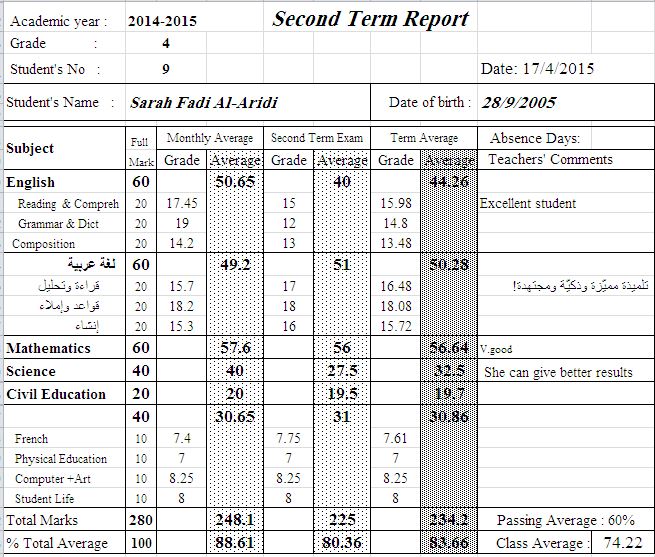 Academic year : 2014-2015 Second Term Report
Grade : 4
Student's No : 9 Date: 17/4/2015
Student's Name : Sarah Fadi Al-Aridi Date of birth : 28/9/2005
Subject Full Mark Monthly Average Second Term Exam Term Average Absence Days:
Grade Average Grade Average Grade Average Teachers' Comments
English 60 50.65 40 44.26
Reading & Compreh 20 17.45 15 15.98 Excellent student
Grammar & Dict 20 19 12 14.8
Composition 20 14.2 13 13.48
لغة عربية 60 49.2 51 50.28
قراءة وتحليل 20 15.7 17 16.48 تلميذة مميّزة وذكيّة ومجتهدة!
قواعد وإملاء 20 18.2 18 18.08
إنشاء 20 15.3 16 15.72
Mathematics 60 57.6 56 56.64 V.good
Science 40 40 27.5 32.5 She can give better results
Civil Education 20 20 19.5 19.7
40 30.65 31 30.86
French 10 7.4 7.75 7.61
Physical Education 10 7 7 7
Computer +Art 10 8.25 8.25 8.25
Student Life 10 8 8 8
Total Marks 280 248.1 225 234.2 Passing Average : 60%
% Total Average 100 88.61 80.36 83.66 Class Average : 74.22